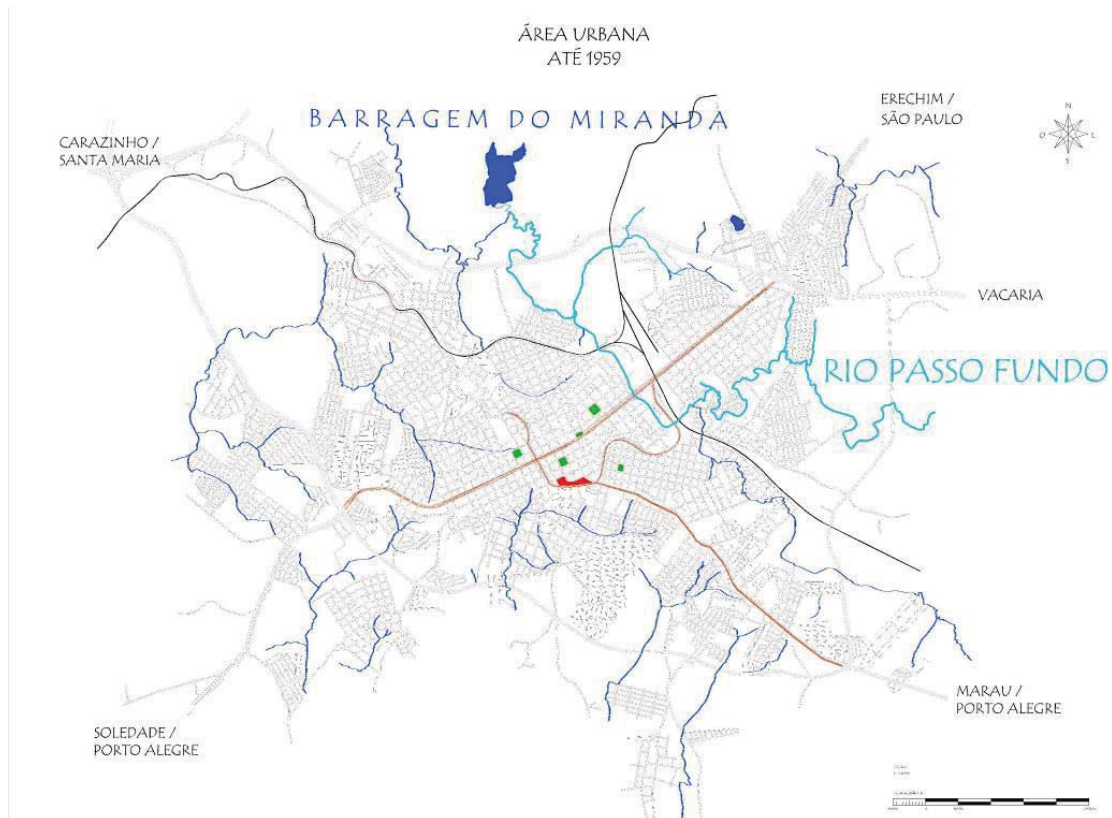 ÁREA URBANA
ATÉ 1959
BARRAGEM DO MIRANDA
ERECHIM /
SÃO PAULO
CARAZINHO /
SANTA MARIA
N
O
L
S
VACARIA
RIO PASSO FUNDO
MARAU /
PORTO ALEGRE
SOLEDADE /
PORTO ALEGRE